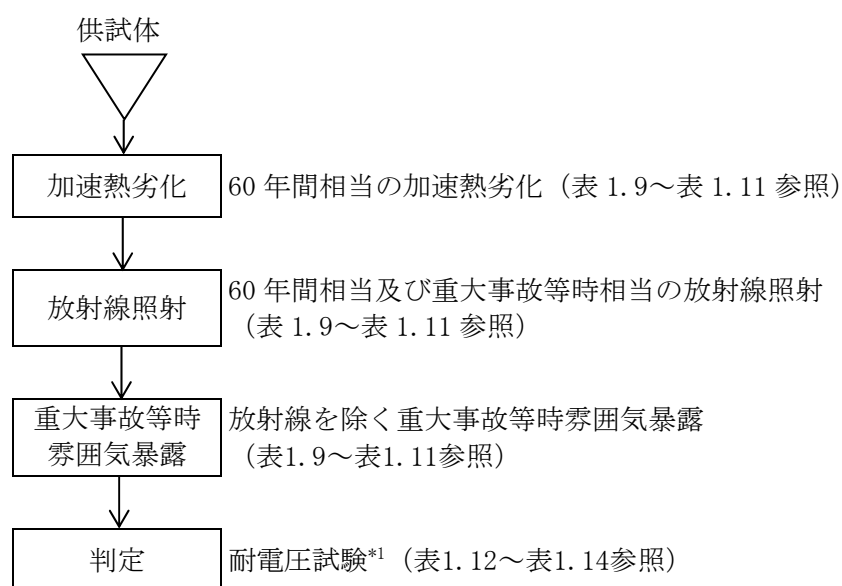 供試体
加速熱劣化
60 年間相当の加速熱劣化（表 1.9～表 1.11 参照）
放射線照射
60 年間相当及び重大事故等時相当の放射線照射
（表 1.9～表 1.11 参照）
重大事故等時
雰囲気暴露
放射線を除く重大事故等時雰囲気暴露
（表1.9～表1.11参照）
判定
耐電圧試験*1（表1.12～表1.14参照）